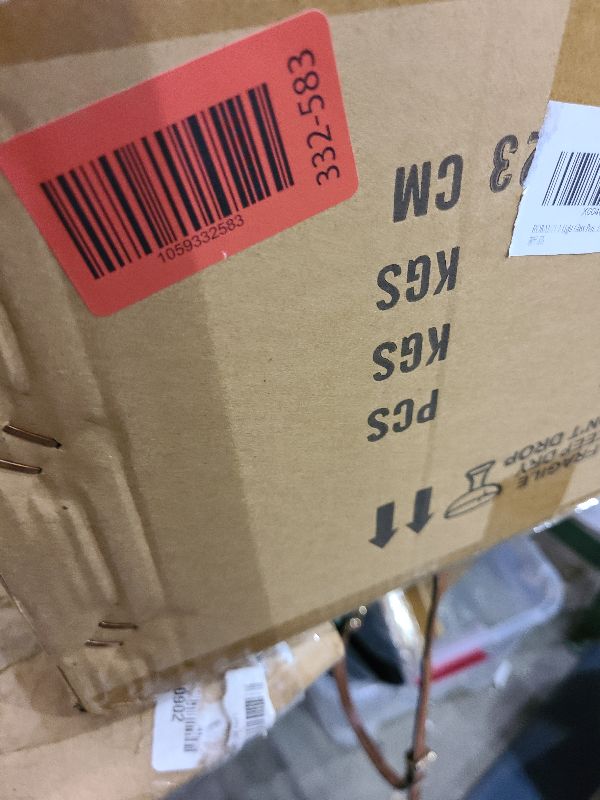 332-583
1059332583
23 CM
KGS
KGS
PCS
FRAGILE
KEEP DRY
DON'T DROP